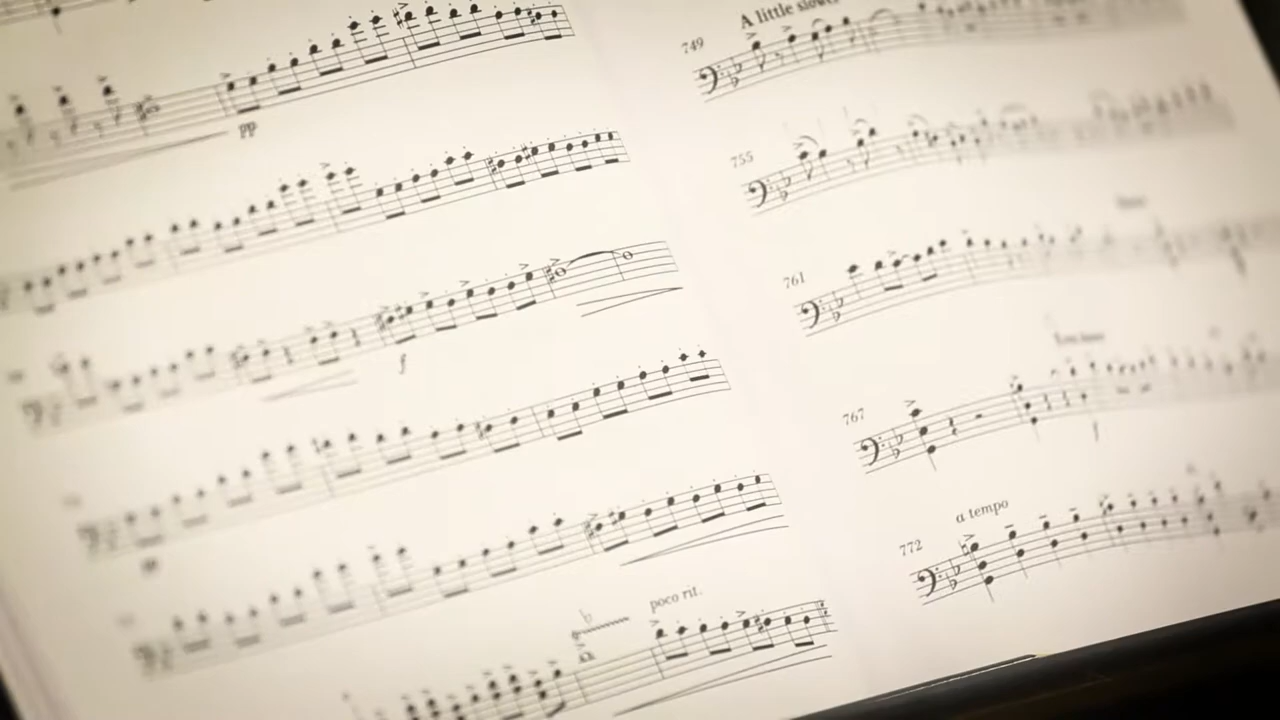 pp
f
poco rit.
A little slower
749
755
761
767
a tempo
772